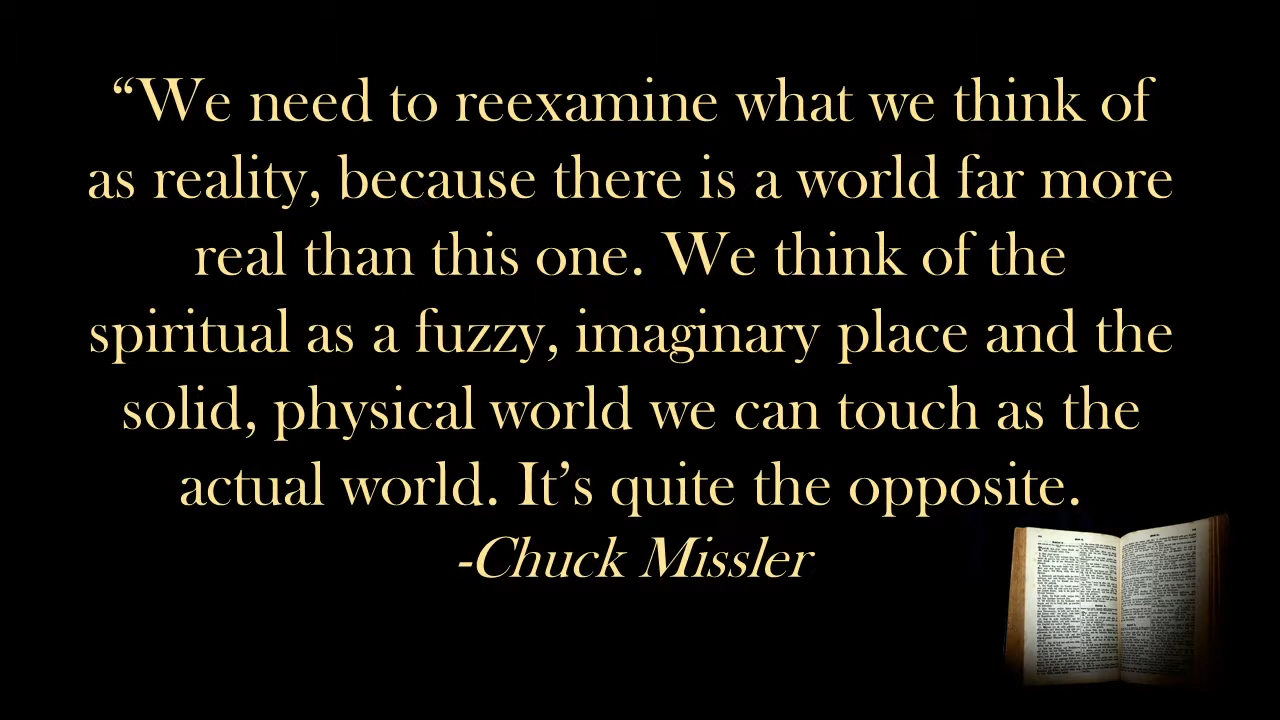 “We need to reexamine what we think of
as reality, because there is a world far more
real than this one. We think of the
spiritual as a fuzzy, imaginary place and the
solid, physical world we can touch as the
actual world. It’s quite the opposite.
-Chuck Missler